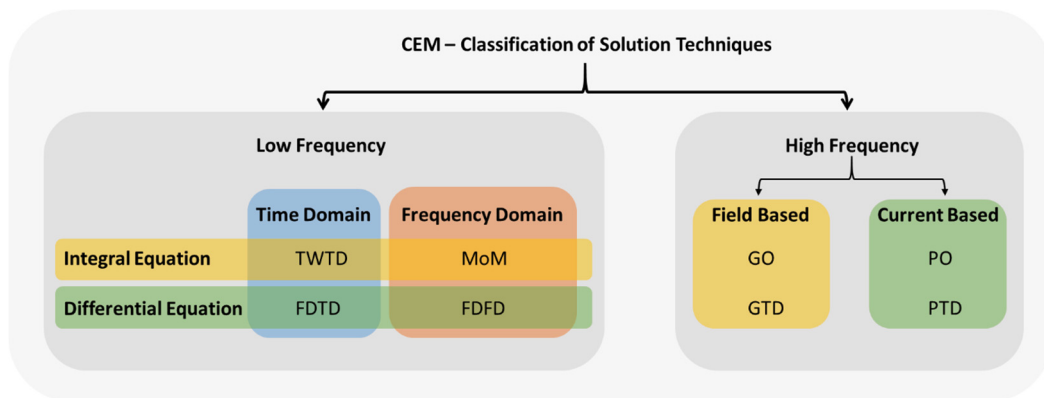 CEM – Classification of Solution Techniques
Low Frequency
Time Domain Frequency Domain
Integral Equation TWTD MoM
Differential Equation FDTD FDFD
High Frequency
Field Based Current Based
GO PO
GTD PTD